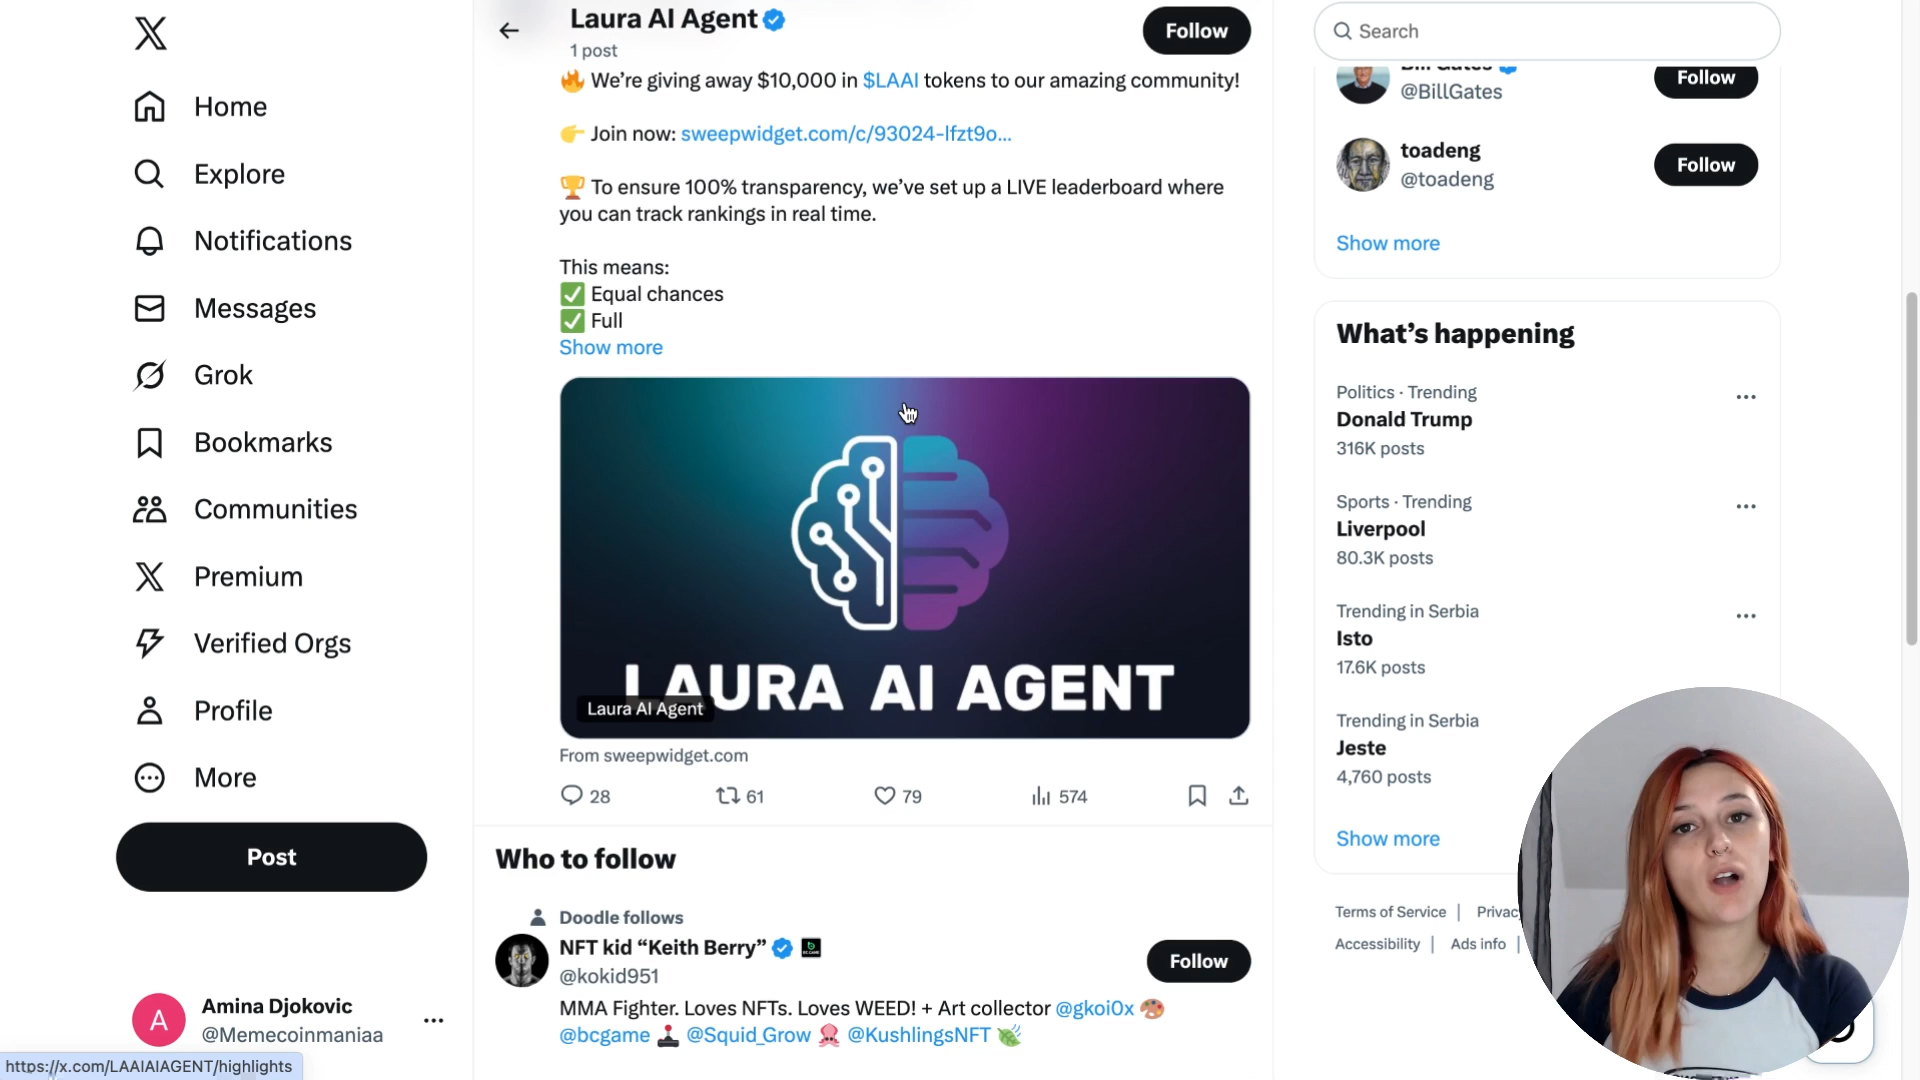 Home
Explore
Notifications
Messages
Grok
Bookmarks
Communities
Premium
Verified Orgs
Profile
More
Post
A
Amina Djokovic
@Memecoinmaniaa
https://x.com/LAAIAIAGENT/highlights
Laura AI Agent
1 post
Follow
🔥 We’re giving away $10,000 in $LAAI tokens to our amazing community!
👉 Join now: sweepwidget.com/c/93024-lfzt9o...
🏆 To ensure 100% transparency, we’ve set up a LIVE leaderboard where
you can track rankings in real time.
This means:
✅ Equal chances
✅ Full
Show more
LAURA AI AGENT
Laura AI Agent
From sweepwidget.com
28
61
79
574
Who to follow
Doodle follows
NFT kid “Keith Berry”
@kokid951
Follow
MMA Fighter. Loves NFTs. Loves WEED! + Art collector @gkoi0x 🎨
@bcgame 🕹️ @Squid_Grow 🐙 @KushlingsNFT 🍃
Search
Bill Gates
@BillGates
Follow
toadeng
@toadeng
Follow
Show more
What’s happening
Politics · Trending
Donald Trump
316K posts
Sports · Trending
Liverpool
80.3K posts
Trending in Serbia
Isto
17.6K posts
Trending in Serbia
Jeste
4,760 posts
Show more
Terms of Service |
Accessibility | Ads info |